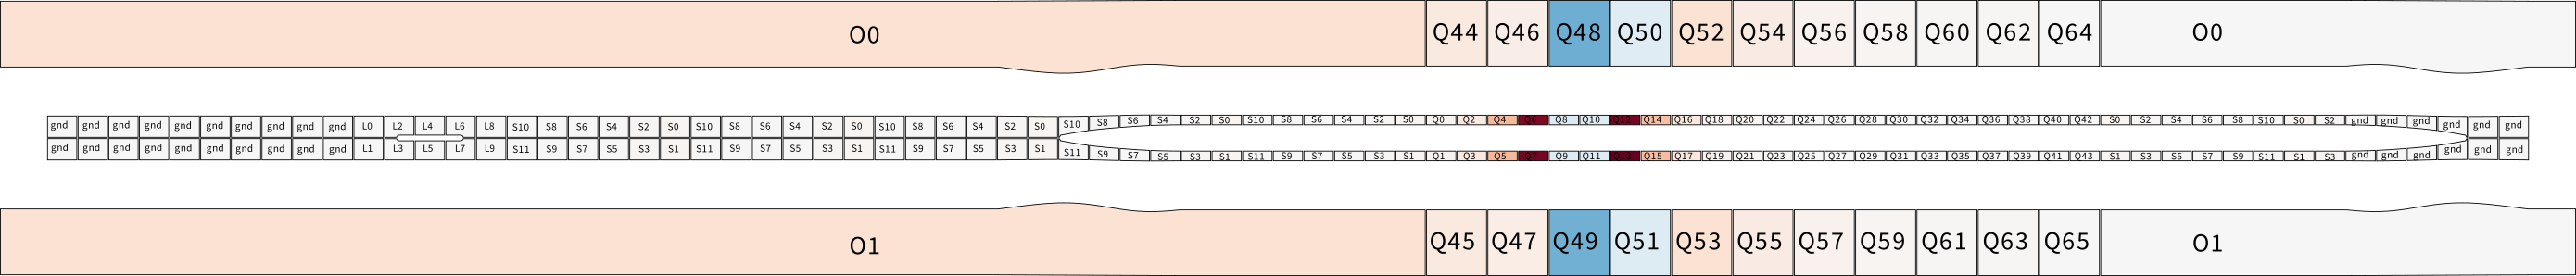 O0 Q44 Q46 Q48 Q50 Q52 Q54 Q56 Q58 Q60 Q62 Q64 O0
gnd gnd gnd gnd gnd gnd gnd gnd gnd gnd L0 L2 L4 L6 L8 S10 S8 S6 S4 S2 S0 S10 S8 S6 S4 S2 S0 S10 S8 S6 S4 S2 S0 S10 S8 S6 S4 S2 S0 S10 S8 S6 S4 S2 S0 Q0 Q2 Q4 Q6 Q8 Q10 Q12 Q14 Q16 Q18 Q20 Q22 Q24 Q26 Q28 Q30 Q32 Q34 Q36 Q38 Q40 Q42 S0 S2 S4 S6 S8 S10 S0 S2 gnd gnd gnd gnd gnd gnd
gnd gnd gnd gnd gnd gnd gnd gnd gnd gnd L1 L3 L5 L7 L9 S11 S9 S7 S5 S3 S1 S11 S9 S7 S5 S3 S1 S11 S9 S7 S5 S3 S1 S11 S9 S7 S5 S3 S1 S11 S9 S7 S5 S3 S1 Q1 Q3 Q5 Q7 Q9 Q11 Q13 Q15 Q17 Q19 Q21 Q23 Q25 Q27 Q29 Q31 Q33 Q35 Q37 Q39 Q41 Q43 S1 S3 S5 S7 S9 S11 S1 S3 gnd gnd gnd gnd gnd gnd
O1 Q45 Q47 Q49 Q51 Q53 Q55 Q57 Q59 Q61 Q63 Q65 O1